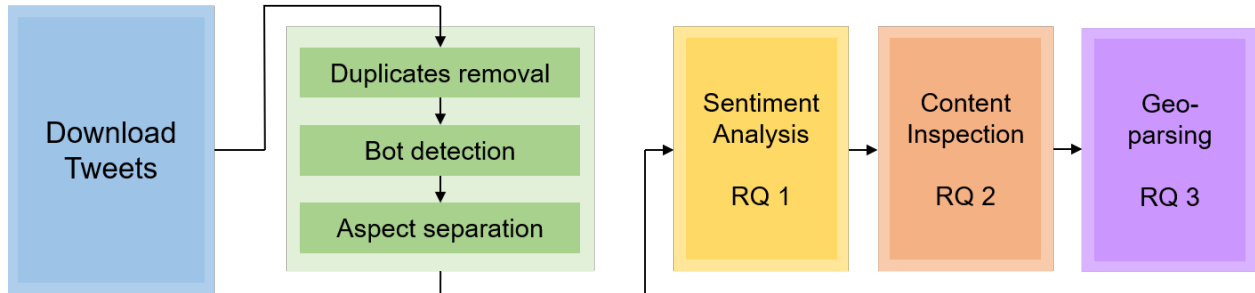 Download
Tweets
Duplicates removal
Bot detection
Aspect separation
Sentiment
Analysis
RQ 1
Content
Inspection
RQ 2
Geo-
parsing
RQ 3